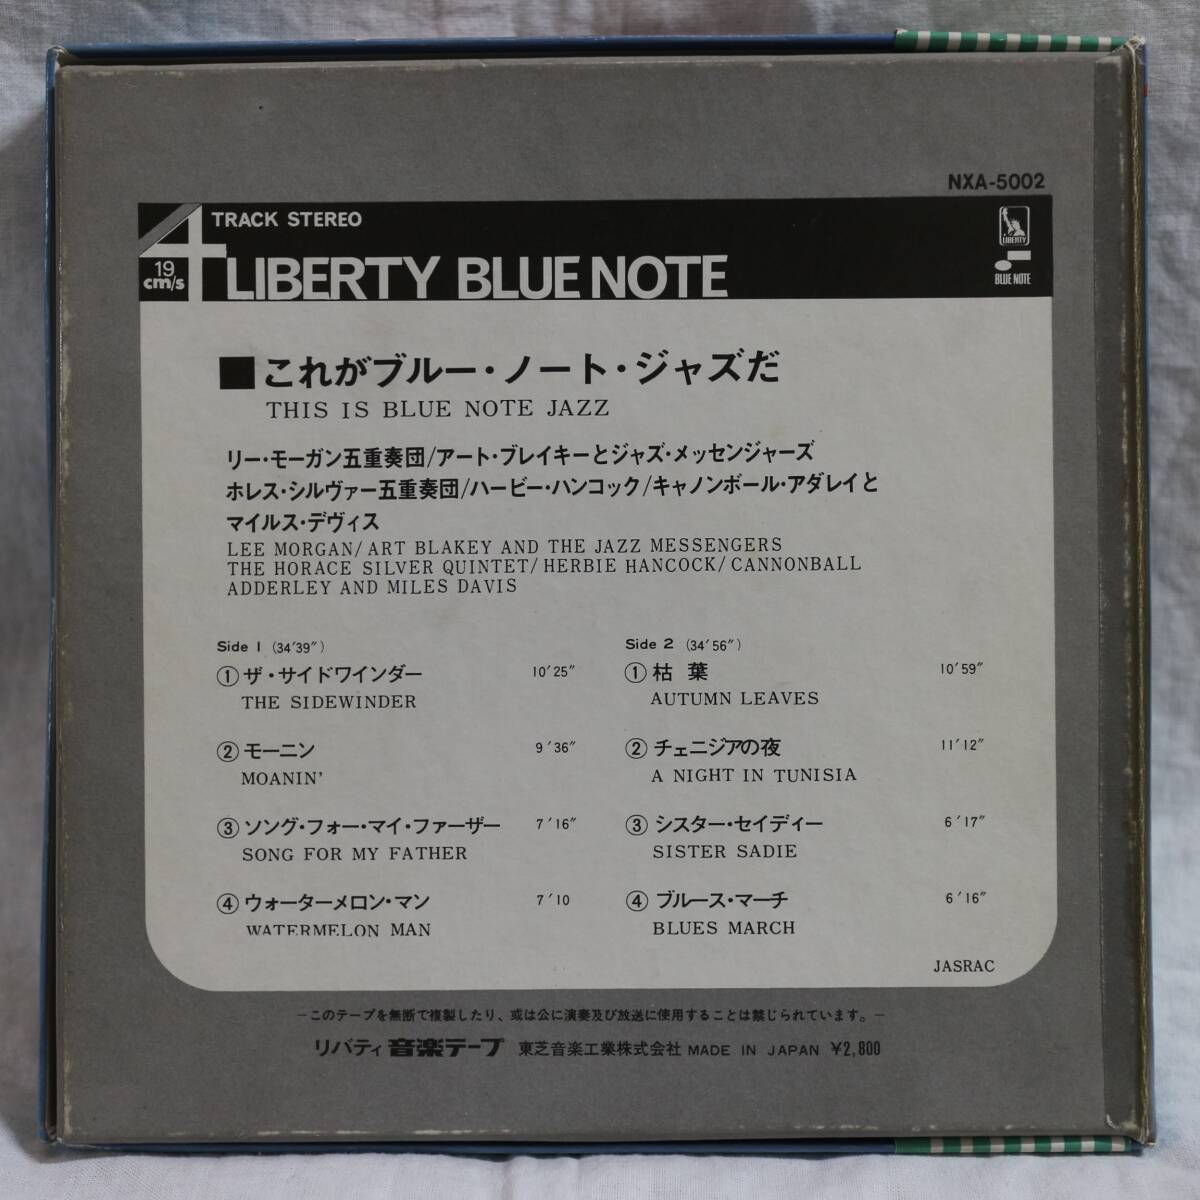 NXA-5002
4 TRACK STEREO
19 cm/s
LIBERTY BLUE NOTE
LIBERTY
BLUE NOTE
■これがブルー・ノート・ジャズだ
THIS IS BLUE NOTE JAZZ
リー・モーガン五重奏団/アート・ブレイキーとジャズ・メッセンジャーズ
ホレス・シルヴァー五重奏団/ハービー・ハンコック/キャノンボール・アダレイと
マイルス・デヴィス
LEE MORGAN/ART BLAKEY AND THE JAZZ MESSENGERS
THE HORACE SILVER QUINTET/HERBIE HANCOCK/CANNONBALL
ADDERLEY AND MILES DAVIS
Side 1 (34′39″)
①ザ・サイドワインダー 10′25″
THE SIDEWINDER
②モーニン 9′36″
MOANIN'
③ソング・フォー・マイ・ファーザー 7′16″
SONG FOR MY FATHER
④ウォーターメロン・マン 7′10
WATERMELON MAN
Side 2 (34′56″)
①枯葉 10′59″
AUTUMN LEAVES
②チェニジアの夜 11′12″
A NIGHT IN TUNISIA
③シスター・セイディー 6′17″
SISTER SADIE
④ブルース・マーチ 6′16″
BLUES MARCH
JASRAC
—このテープを無断で複製したり、或は公に演奏及び放送に使用することは禁じられています。—
リバティ 音楽テープ 東芝音楽工業株式会社 MADE IN JAPAN ¥2,800